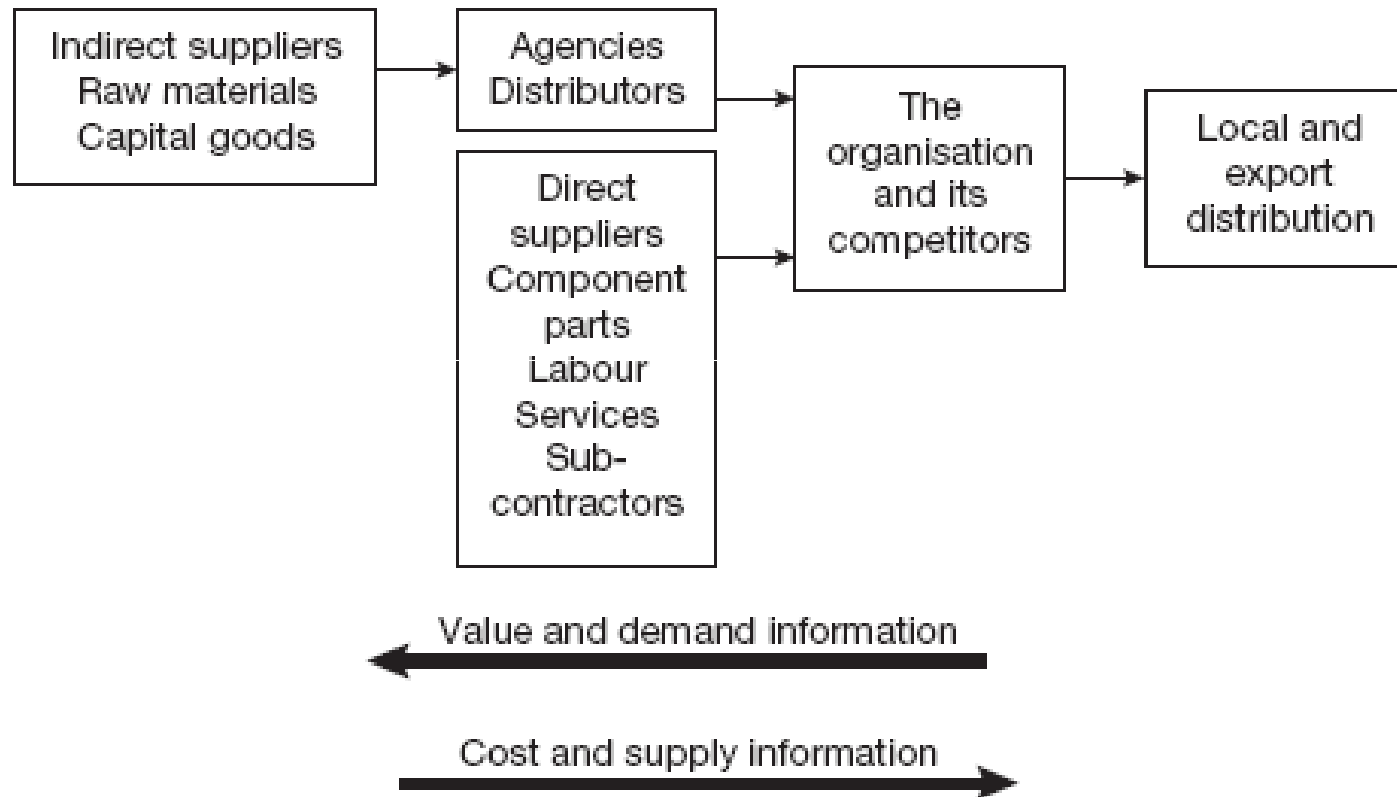 Indirect suppliers
Raw materials
Capital goods
Agencies
Distributors
Direct
suppliers
Component
parts
Labour
Services
Sub-
contractors
The
organisation
and its
competitors
Local and
export
distribution
Value and demand information
Cost and supply information